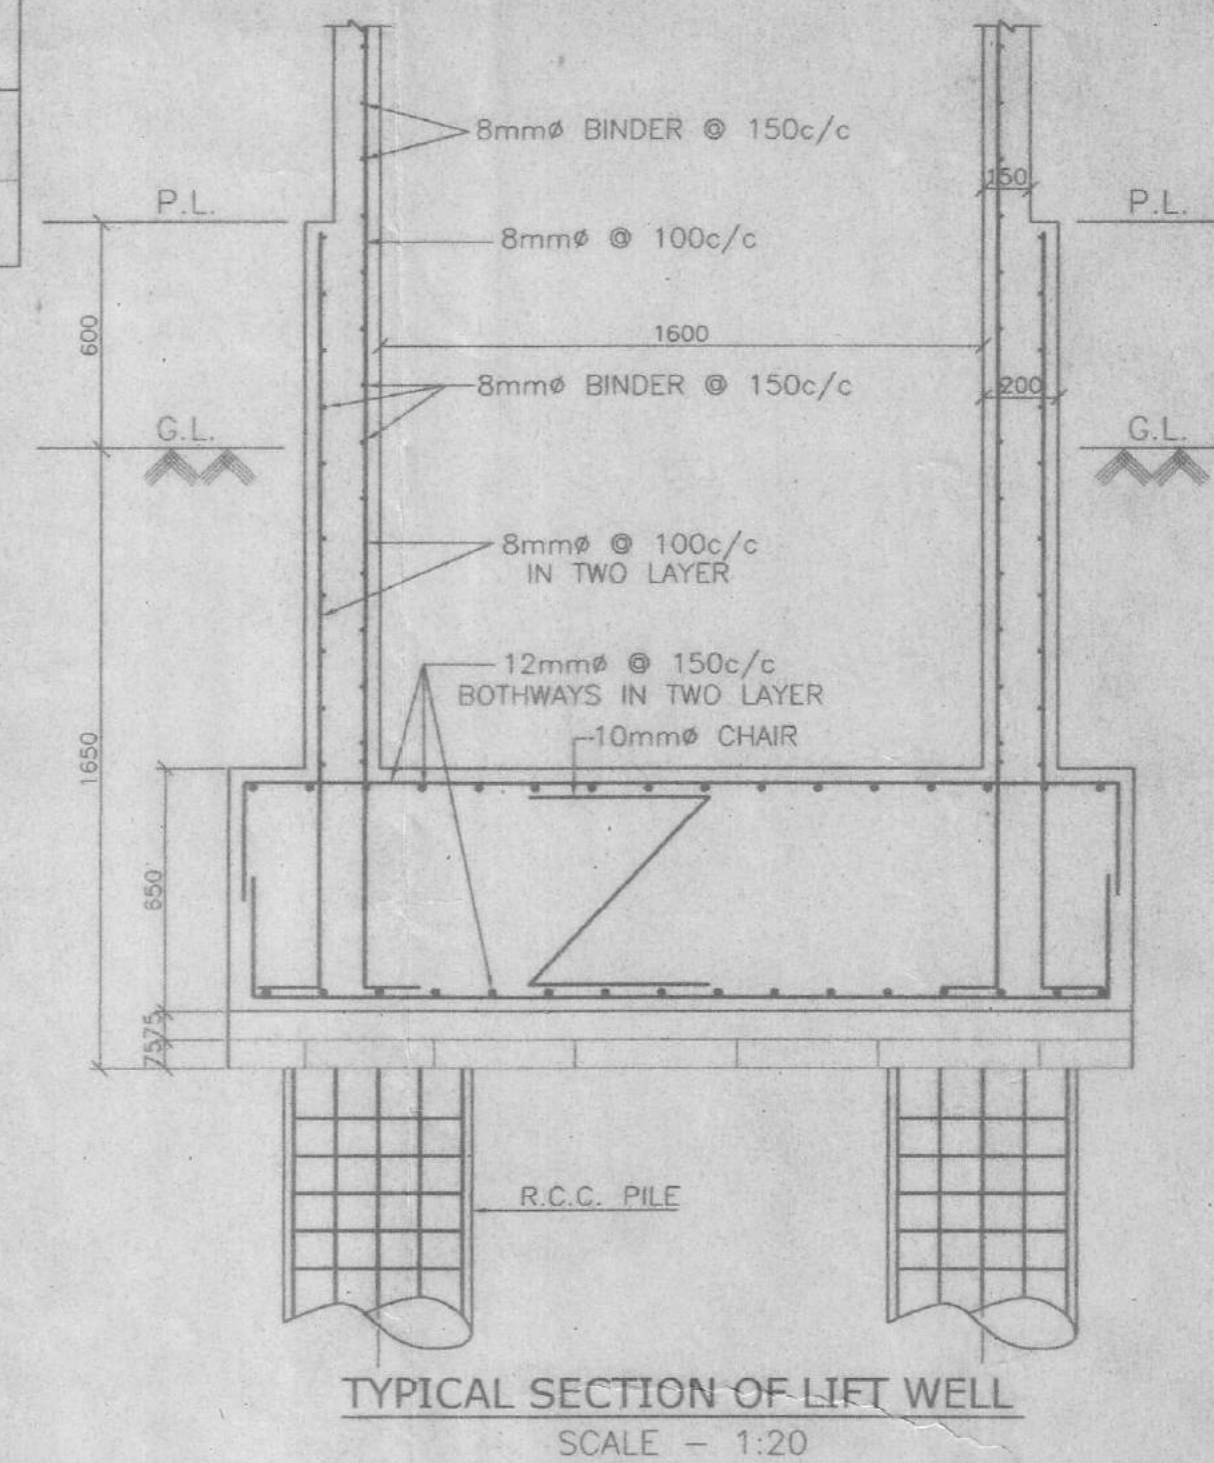 8mmø BINDER @ 150c/c
150
P.L.
P.L.
8mmø @ 100c/c
600
1600
8mmø BINDER @ 150c/c
200
G.L.
G.L.
8mmø @ 100c/c
IN TWO LAYER
12mmø @ 150c/c
BOTHWAYS IN TWO LAYER
10mmø CHAIR
1650
650
75
75
R.C.C. PILE
TYPICAL SECTION OF LIFT WELL
SCALE - 1:20